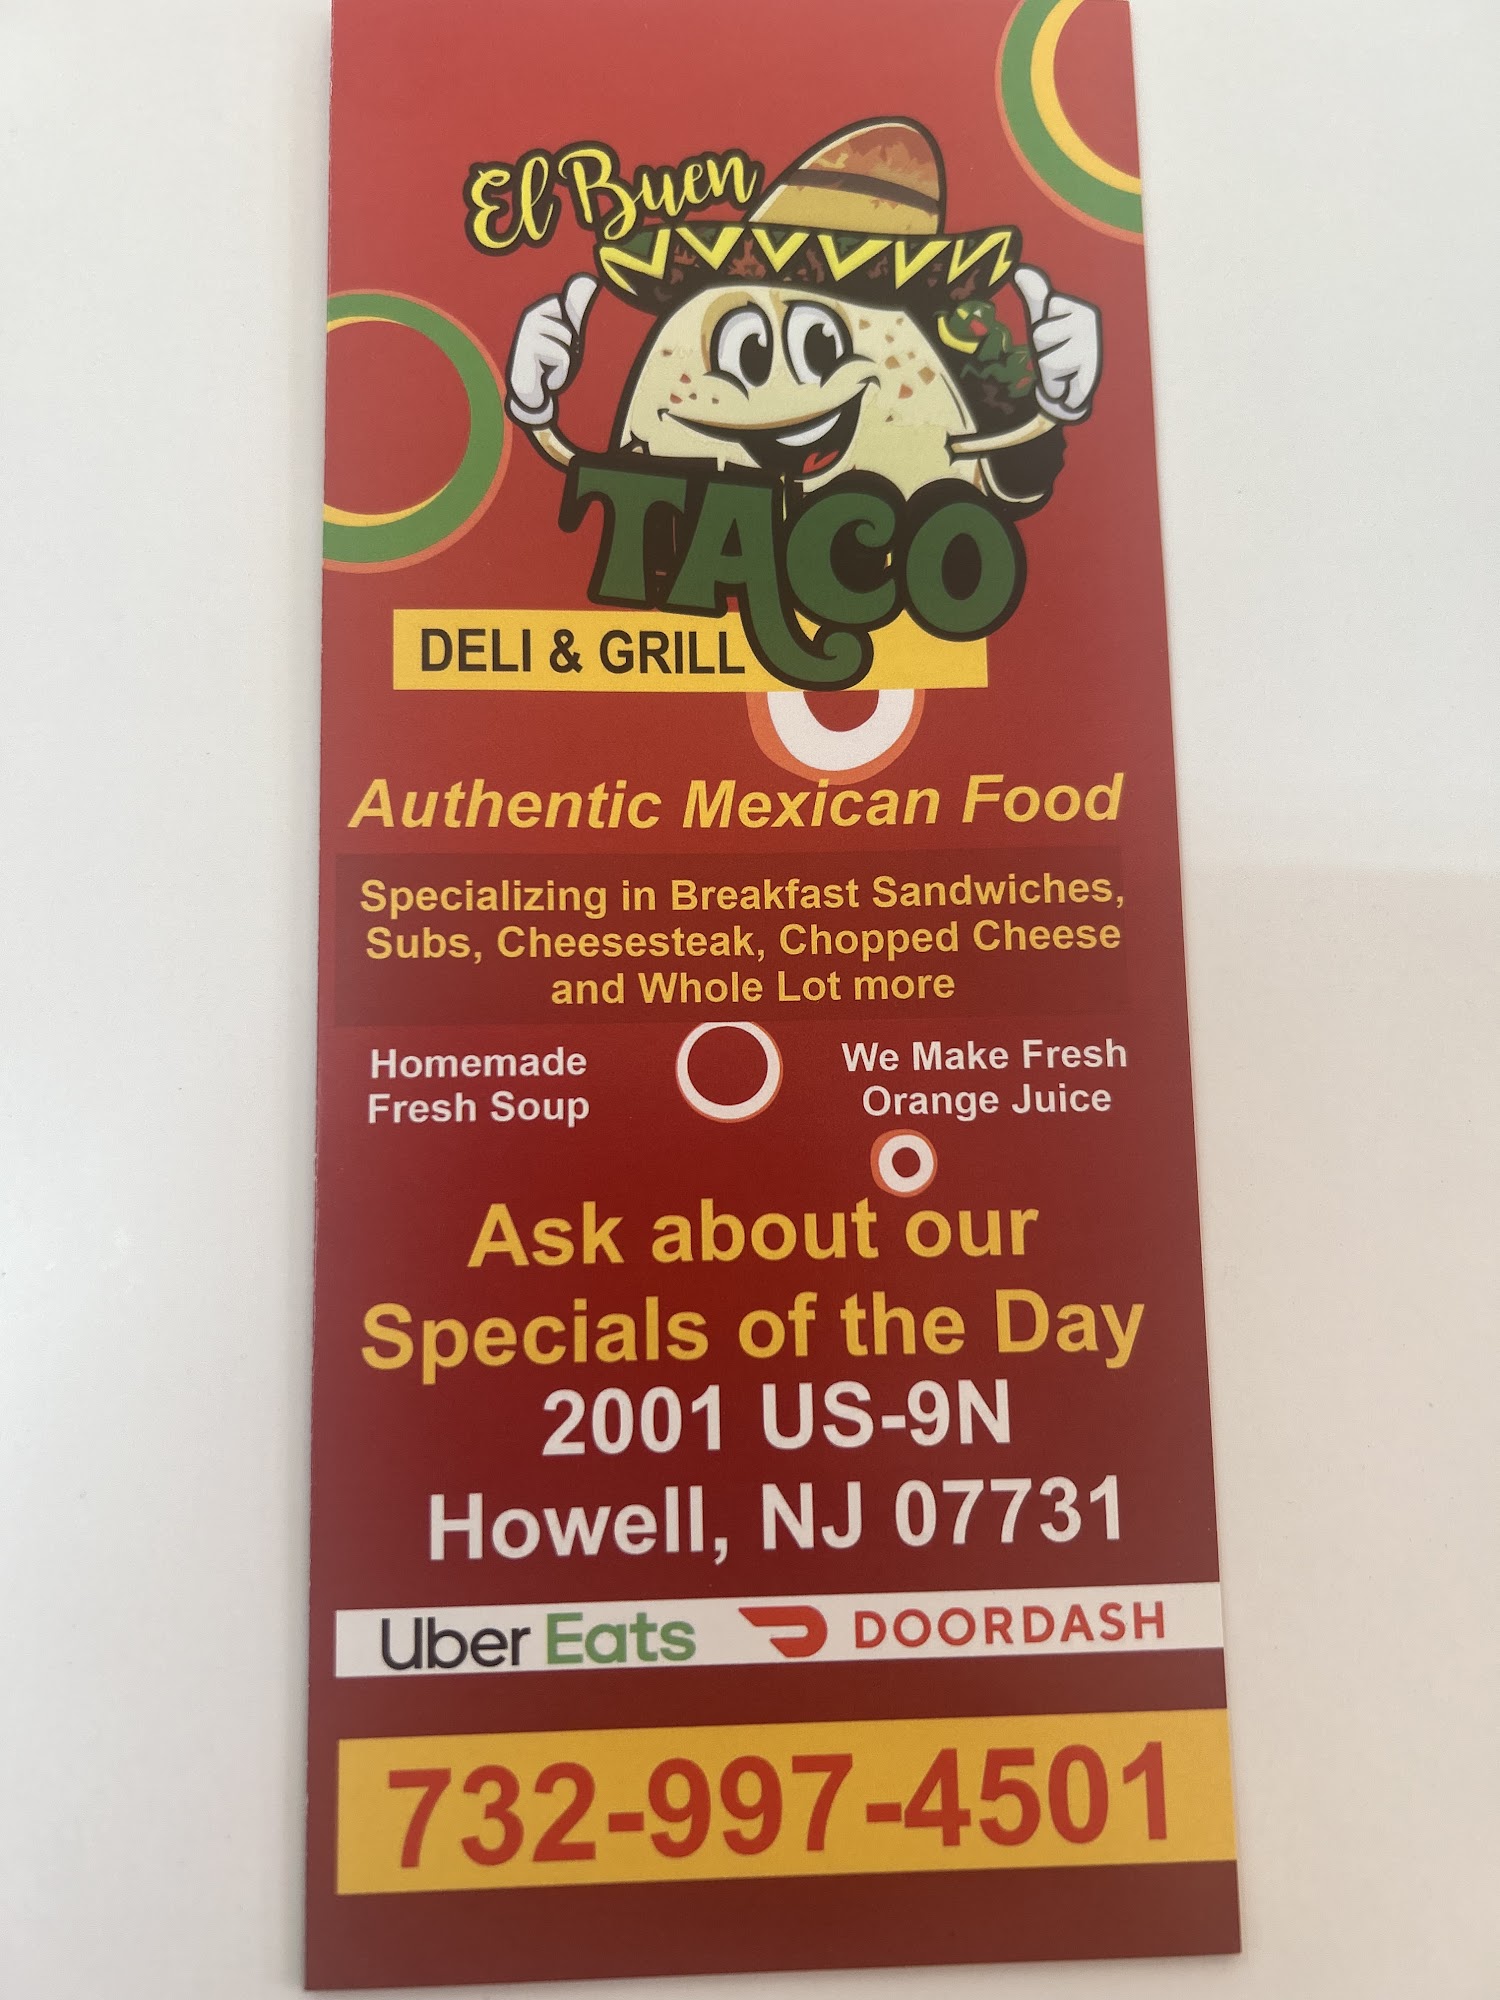 El Buen
TACO
DELI & GRILL
Authentic Mexican Food
Specializing in Breakfast Sandwiches,
Subs, Cheesesteak, Chopped Cheese
and Whole Lot more
Homemade
Fresh Soup
We Make Fresh
Orange Juice
Ask about our
Specials of the Day
2001 US-9N
Howell, NJ 07731
Uber Eats DOORDASH
732-997-4501